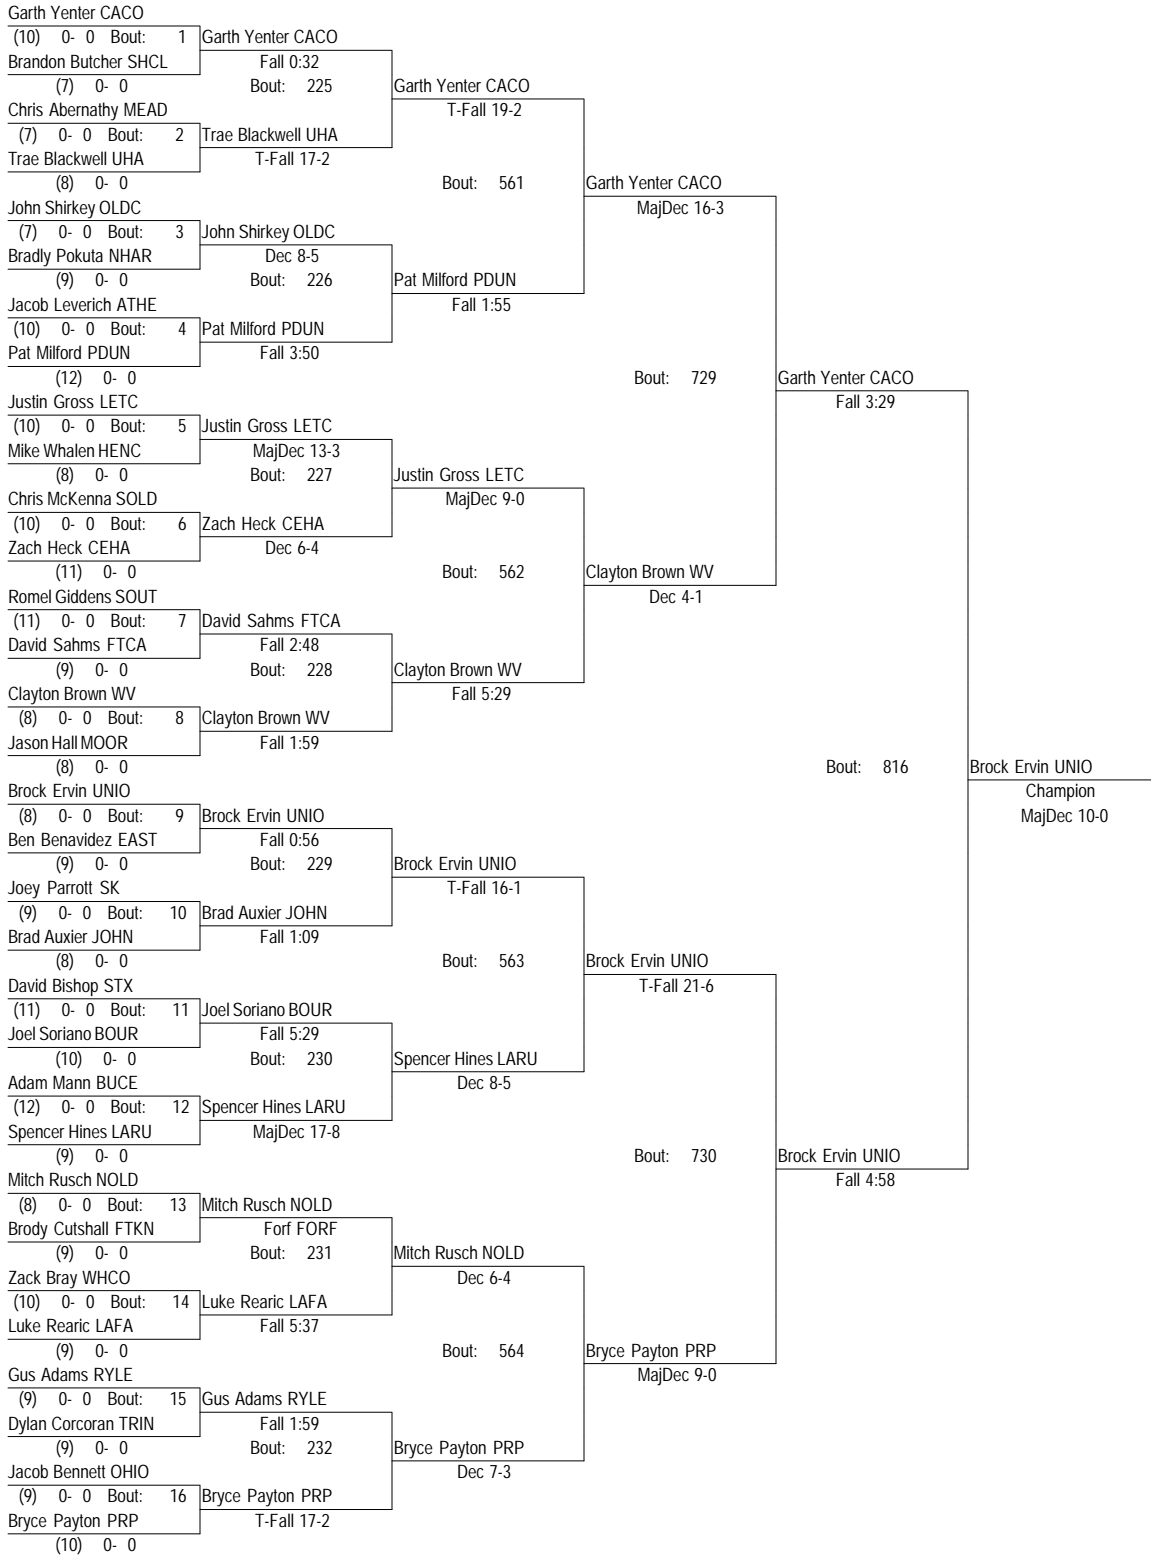 Garth Yenter CACO
(10) 0- 0 Bout: 1 Garth Yenter CACO
Brandon Butcher SHCL Fall 0:32
(7) 0- 0 Bout: 225 Garth Yenter CACO
Chris Abernathy MEAD T-Fall 19-2
(7) 0- 0 Bout: 2 Trae Blackwell UHA
Trae Blackwell UHA T-Fall 17-2
(8) 0- 0 Bout: 561 Garth Yenter CACO
John Shirkey OLDC MajDec 16-3
(7) 0- 0 Bout: 3 John Shirkey OLDC
Bradly Pokuta NHAR Dec 8-5
(9) 0- 0 Bout: 226 Pat Milford PDUN
Jacob Leverich ATHE Fall 1:55
(10) 0- 0 Bout: 4 Pat Milford PDUN
Pat Milford PDUN Fall 3:50
(12) 0- 0 Bout: 729 Garth Yenter CACO
Justin Gross LETC Fall 3:29
(10) 0- 0 Bout: 5 Justin Gross LETC
Mike Whalen HENC MajDec 13-3
(8) 0- 0 Bout: 227 Justin Gross LETC
Chris McKenna SOLD MajDec 9-0
(10) 0- 0 Bout: 6 Zach Heck CEHA
Zach Heck CEHA Dec 6-4
(11) 0- 0 Bout: 562 Clayton Brown WV
Romel Giddens SOUT Dec 4-1
(11) 0- 0 Bout: 7 David Sahms FTCA
David Sahms FTCA Fall 2:48
(9) 0- 0 Bout: 228 Clayton Brown WV
Clayton Brown WV Fall 5:29
(8) 0- 0 Bout: 8 Clayton Brown WV
Jason Hall MOOR Fall 1:59
(8) 0- 0 Bout: 816 Brock Ervin UNIO
Brock Ervin UNIO Champion
(8) 0- 0 Bout: 9 Brock Ervin UNIO MajDec 10-0
Ben Benavidez EAST Fall 0:56
(9) 0- 0 Bout: 229 Brock Ervin UNIO
Joey Parrott SK T-Fall 16-1
(9) 0- 0 Bout: 10 Brad Auxier JOHN
Brad Auxier JOHN Fall 1:09
(8) 0- 0 Bout: 563 Brock Ervin UNIO
David Bishop STX T-Fall 21-6
(11) 0- 0 Bout: 11 Joel Soriano BOUR
Joel Soriano BOUR Fall 5:29
(10) 0- 0 Bout: 230 Spencer Hines LARU
Adam Mann BUCE Dec 8-5
(12) 0- 0 Bout: 12 Spencer Hines LARU
Spencer Hines LARU MajDec 17-8
(9) 0- 0 Bout: 730 Brock Ervin UNIO
Mitch Rusch NOLD Fall 4:58
(8) 0- 0 Bout: 13 Mitch Rusch NOLD
Brody Cutshall FTKN Forf FORF
(9) 0- 0 Bout: 231 Mitch Rusch NOLD
Zack Bray WHCO Dec 6-4
(10) 0- 0 Bout: 14 Luke Rearic LAFA
Luke Rearic LAFA Fall 5:37
(9) 0- 0 Bout: 564 Bryce Payton PRP
Gus Adams RYLE MajDec 9-0
(9) 0- 0 Bout: 15 Gus Adams RYLE
Dylan Corcoran TRIN Fall 1:59
(9) 0- 0 Bout: 232 Bryce Payton PRP
Jacob Bennett OHIO Dec 7-3
(9) 0- 0 Bout: 16 Bryce Payton PRP
Bryce Payton PRP T-Fall 17-2
(10) 0- 0